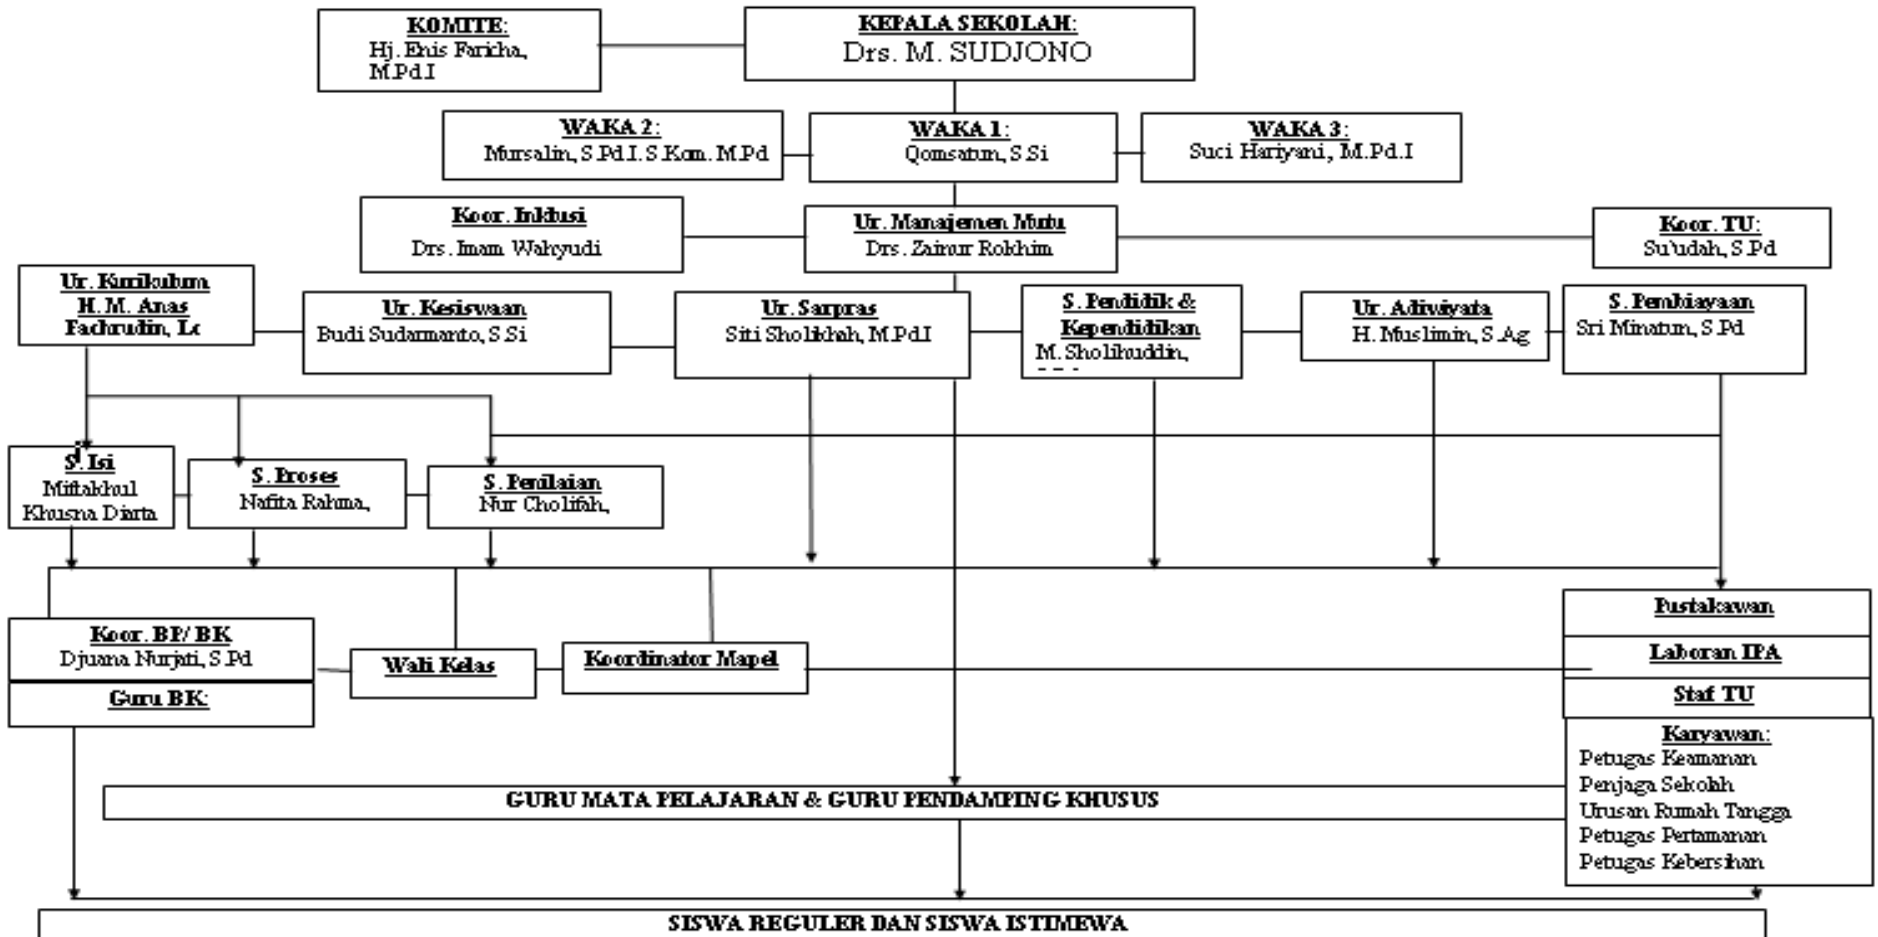 KOMITE:
Hj. Enis Faricha,
M.Pd.I
KEPALA SEKOLAH:
Drs. M. SUDJONO
WAKA 2:
Mursalin, S.Pd.I. S.Kom. M.Pd
WAKA 1:
Qomsatun, S.Si
WAKA 3:
Suci Hariyani, M.Pd.I
Koor. Inklusi
Drs. Imam Wahyudi
Ur. Manajemen Mutu
Drs. Zainur Rokhim
Koor. TU:
Su'udah, S.Pd
Ur. Kurikulum
H. M. Anas
Fachrudin, Lc
Ur. Kesiswaan
Budi Sudarmanto, S.Si
Ur. Sarpras
Siti Sholikhah, M.Pd.I
S. Pendidik &
Kependidikan
M. Sholihuddin,
Ur. Adiwiyata
H. Muslimin, S.Ag
S. Pembiayaan
Sri Minatun, S.Pd
S. Isi
Miftakhul
Khusna Diarta
S. Proses
Nafita Rahma,
S. Penilaian
Nur Cholifah,
Koor. BP/ BK
Djuana Nurjati, S.Pd
Guru BK:
Wali Kelas
Koordinator Mapel
Pustakawan
Laboran IPA
Staf TU
Karyawan:
Petugas Keamanan
Penjaga Sekolah
Urusan Rumah Tangga
Petugas Pertamanan
Petugas Kebersihan
GURU MATA PELAJARAN & GURU PENDAMPING KHUSUS
SISWA REGULER DAN SISWA ISTIMEWA